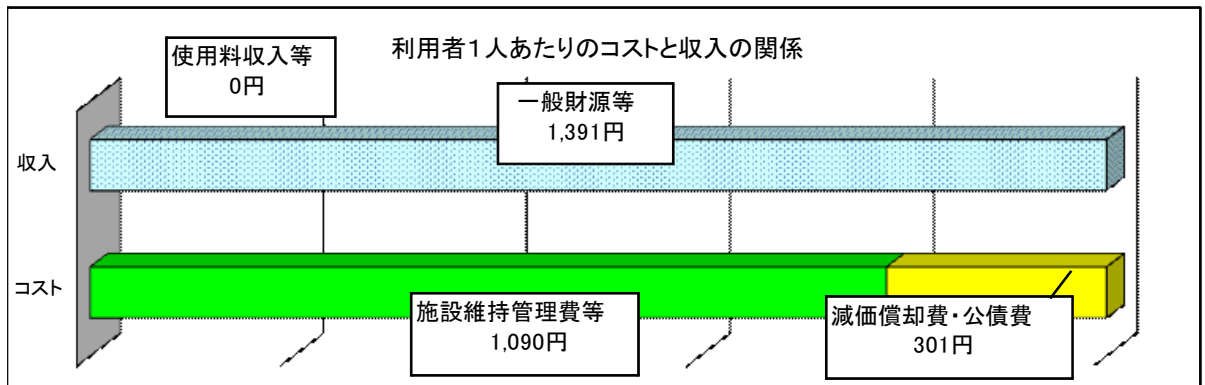 利用者１人あたりのコストと収入の関係
使用料収入等
0円
一般財源等
1,391円
収入
コスト
施設維持管理費等
1,090円
減価償却費・公債費
301円